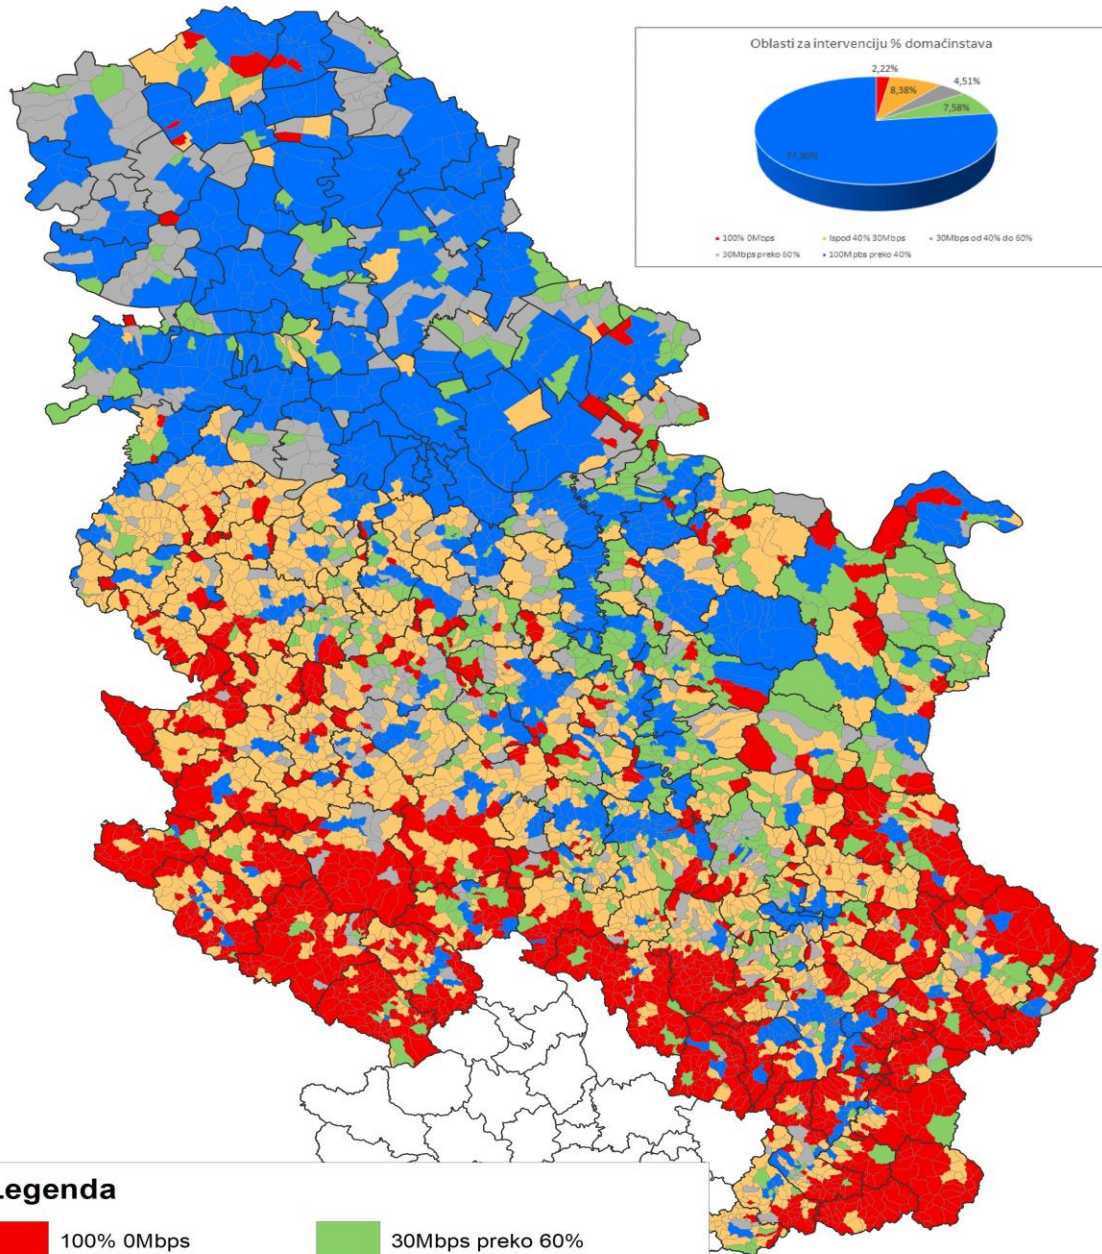 Oblasti za intervenciju % domaćinstava
2,22%
8,38%
4,51%
7,58%
77,30%
100% 0Mbps
Ispod 40% 30Mbps
30Mbps od 40% do 60%
30Mbps preko 60%
100Mpbs preko 40%
Legenda
100% 0Mbps
30Mbps preko 60%